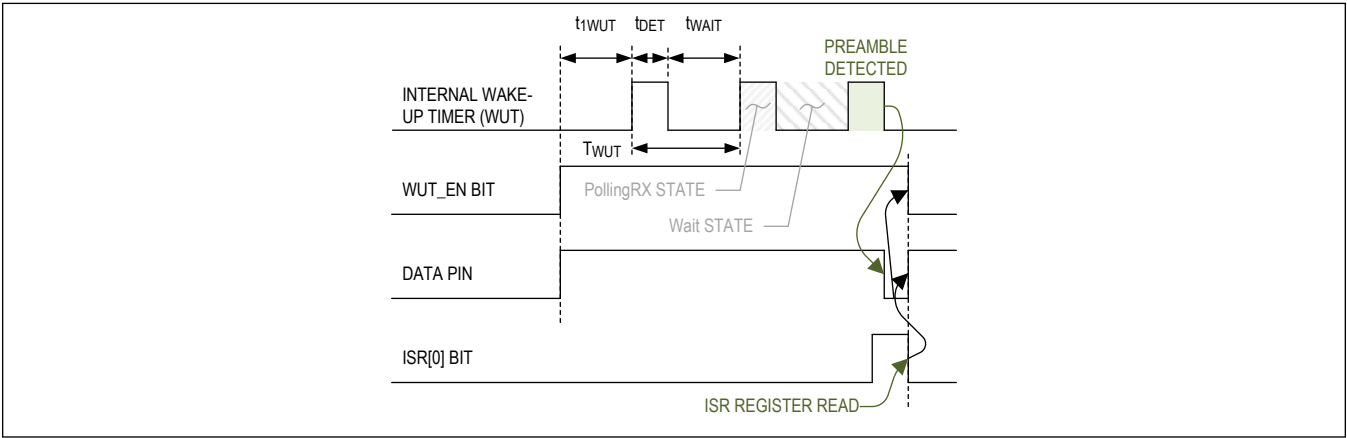 t1WUT tDET tWAIT
PREAMBLE
DETECTED
INTERNAL WAKE-
UP TIMER (WUT)
TWUT
WUT_EN BIT
PollingRX STATE
Wait STATE
DATA PIN
ISR[0] BIT
ISR REGISTER READ